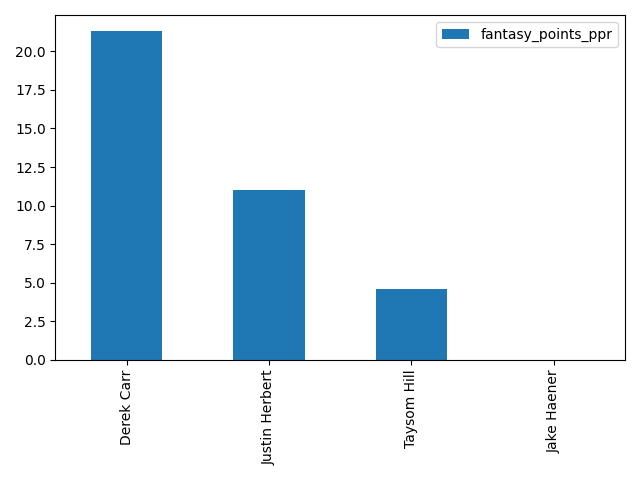 fantasy_points_ppr
20.0
17.5
15.0
12.5
10.0
7.5
5.0
2.5
0.0
Derek Carr
Justin Herbert
Taysom Hill
Jake Haener